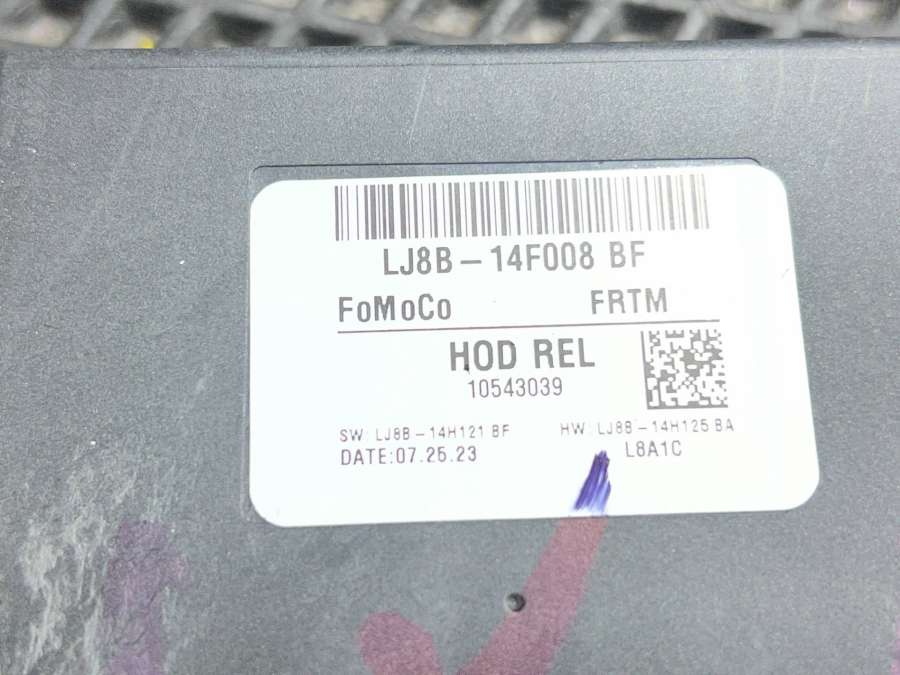 LJ8B-14F008 BF
FoMoCo FRTM
HOD REL
10543039
SW: LJ8B-14H121 BF HW: LJ8B-14H125 BA
DATE:07.25.23 L8A1C